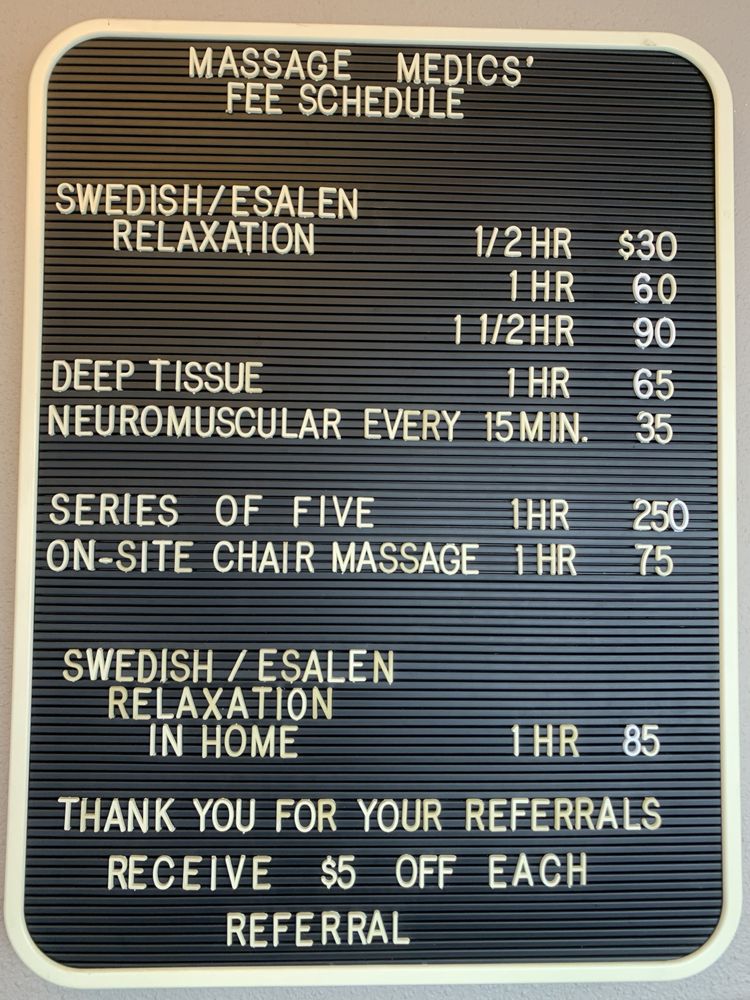 MASSAGE MEDICS'
FEE SCHEDULE
SWEDISH/ESALEN
RELAXATION 1/2 HR $30
1 HR 60
1 1/2 HR 90
DEEP TISSUE 1 HR 65
NEUROMUSCULAR EVERY 15 MIN. 35
SERIES OF FIVE 1 HR 250
ON-SITE CHAIR MASSAGE 1 HR 75
SWEDISH / ESALEN
RELAXATION
IN HOME 1 HR 85
THANK YOU FOR YOUR REFERRALS
RECEIVE $5 OFF EACH
REFERRAL